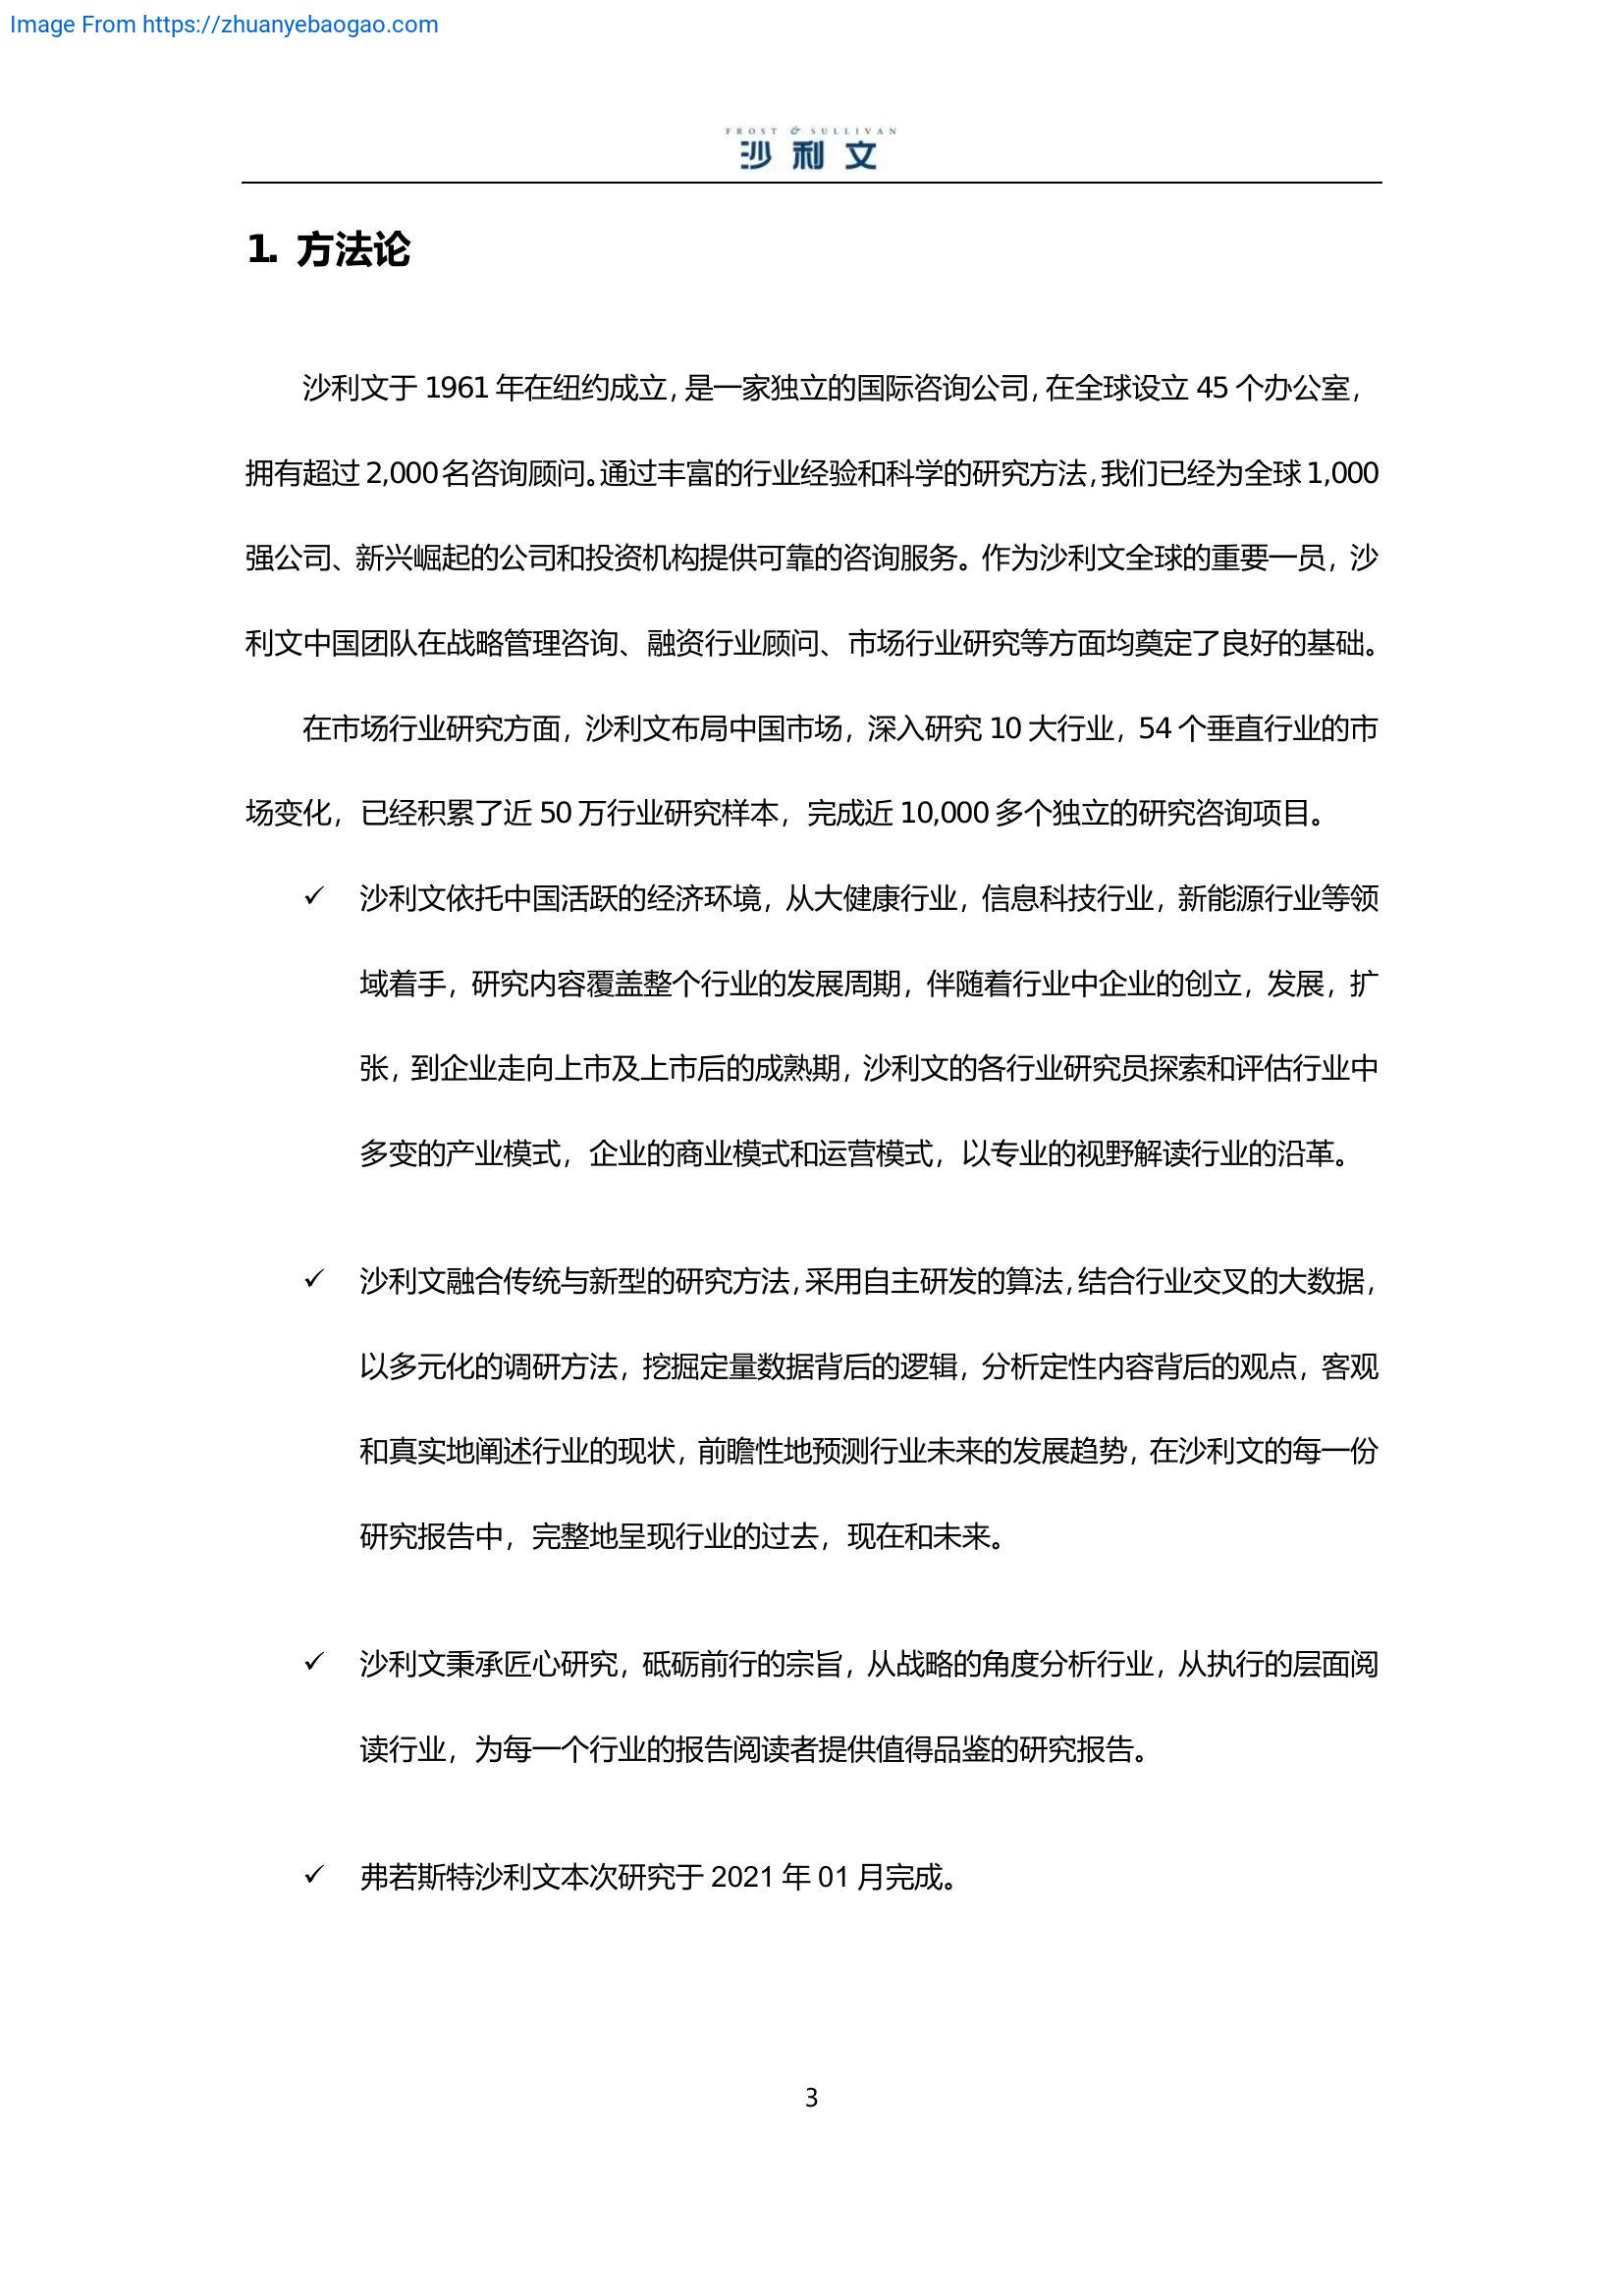 Image From https://zhuanyebaogao.com
FROST & SULLIVAN
沙利文
1. 方法论
沙利文于 1961 年在纽约成立，是一家独立的国际咨询公司，在全球设立 45 个办公室，
拥有超过 2,000 名咨询顾问。通过丰富的行业经验和科学的研究方法，我们已经为全球 1,000
强公司、新兴崛起的公司和投资机构提供可靠的咨询服务。作为沙利文全球的重要一员，沙
利文中国团队在战略管理咨询、融资行业顾问、市场行业研究等方面均奠定了良好的基础。
在市场行业研究方面，沙利文布局中国市场，深入研究 10 大行业，54 个垂直行业的市
场变化，已经积累了近 50 万行业研究样本，完成近 10,000 多个独立的研究咨询项目。
✓ 沙利文依托中国活跃的经济环境，从大健康行业，信息科技行业，新能源行业等领
域着手，研究内容覆盖整个行业的发展周期，伴随着行业中企业的创立，发展，扩
张，到企业走向上市及上市后的成熟期，沙利文的各行业研究员探索和评估行业中
多变的产业模式，企业的商业模式和运营模式，以专业的视野解读行业的沿革。
✓ 沙利文融合传统与新型的研究方法，采用自主研发的算法，结合行业交叉的大数据，
以多元化的调研方法，挖掘定量数据背后的逻辑，分析定性内容背后的观点，客观
和真实地阐述行业的现状，前瞻性地预测行业未来的发展趋势，在沙利文的每一份
研究报告中，完整地呈现行业的过去，现在和未来。
✓ 沙利文秉承匠心研究，砥砺前行的宗旨，从战略的角度分析行业，从执行的层面阅
读行业，为每一个行业的报告阅读者提供值得品鉴的研究报告。
✓ 弗若斯特沙利文本次研究于 2021 年 01 月完成。
3